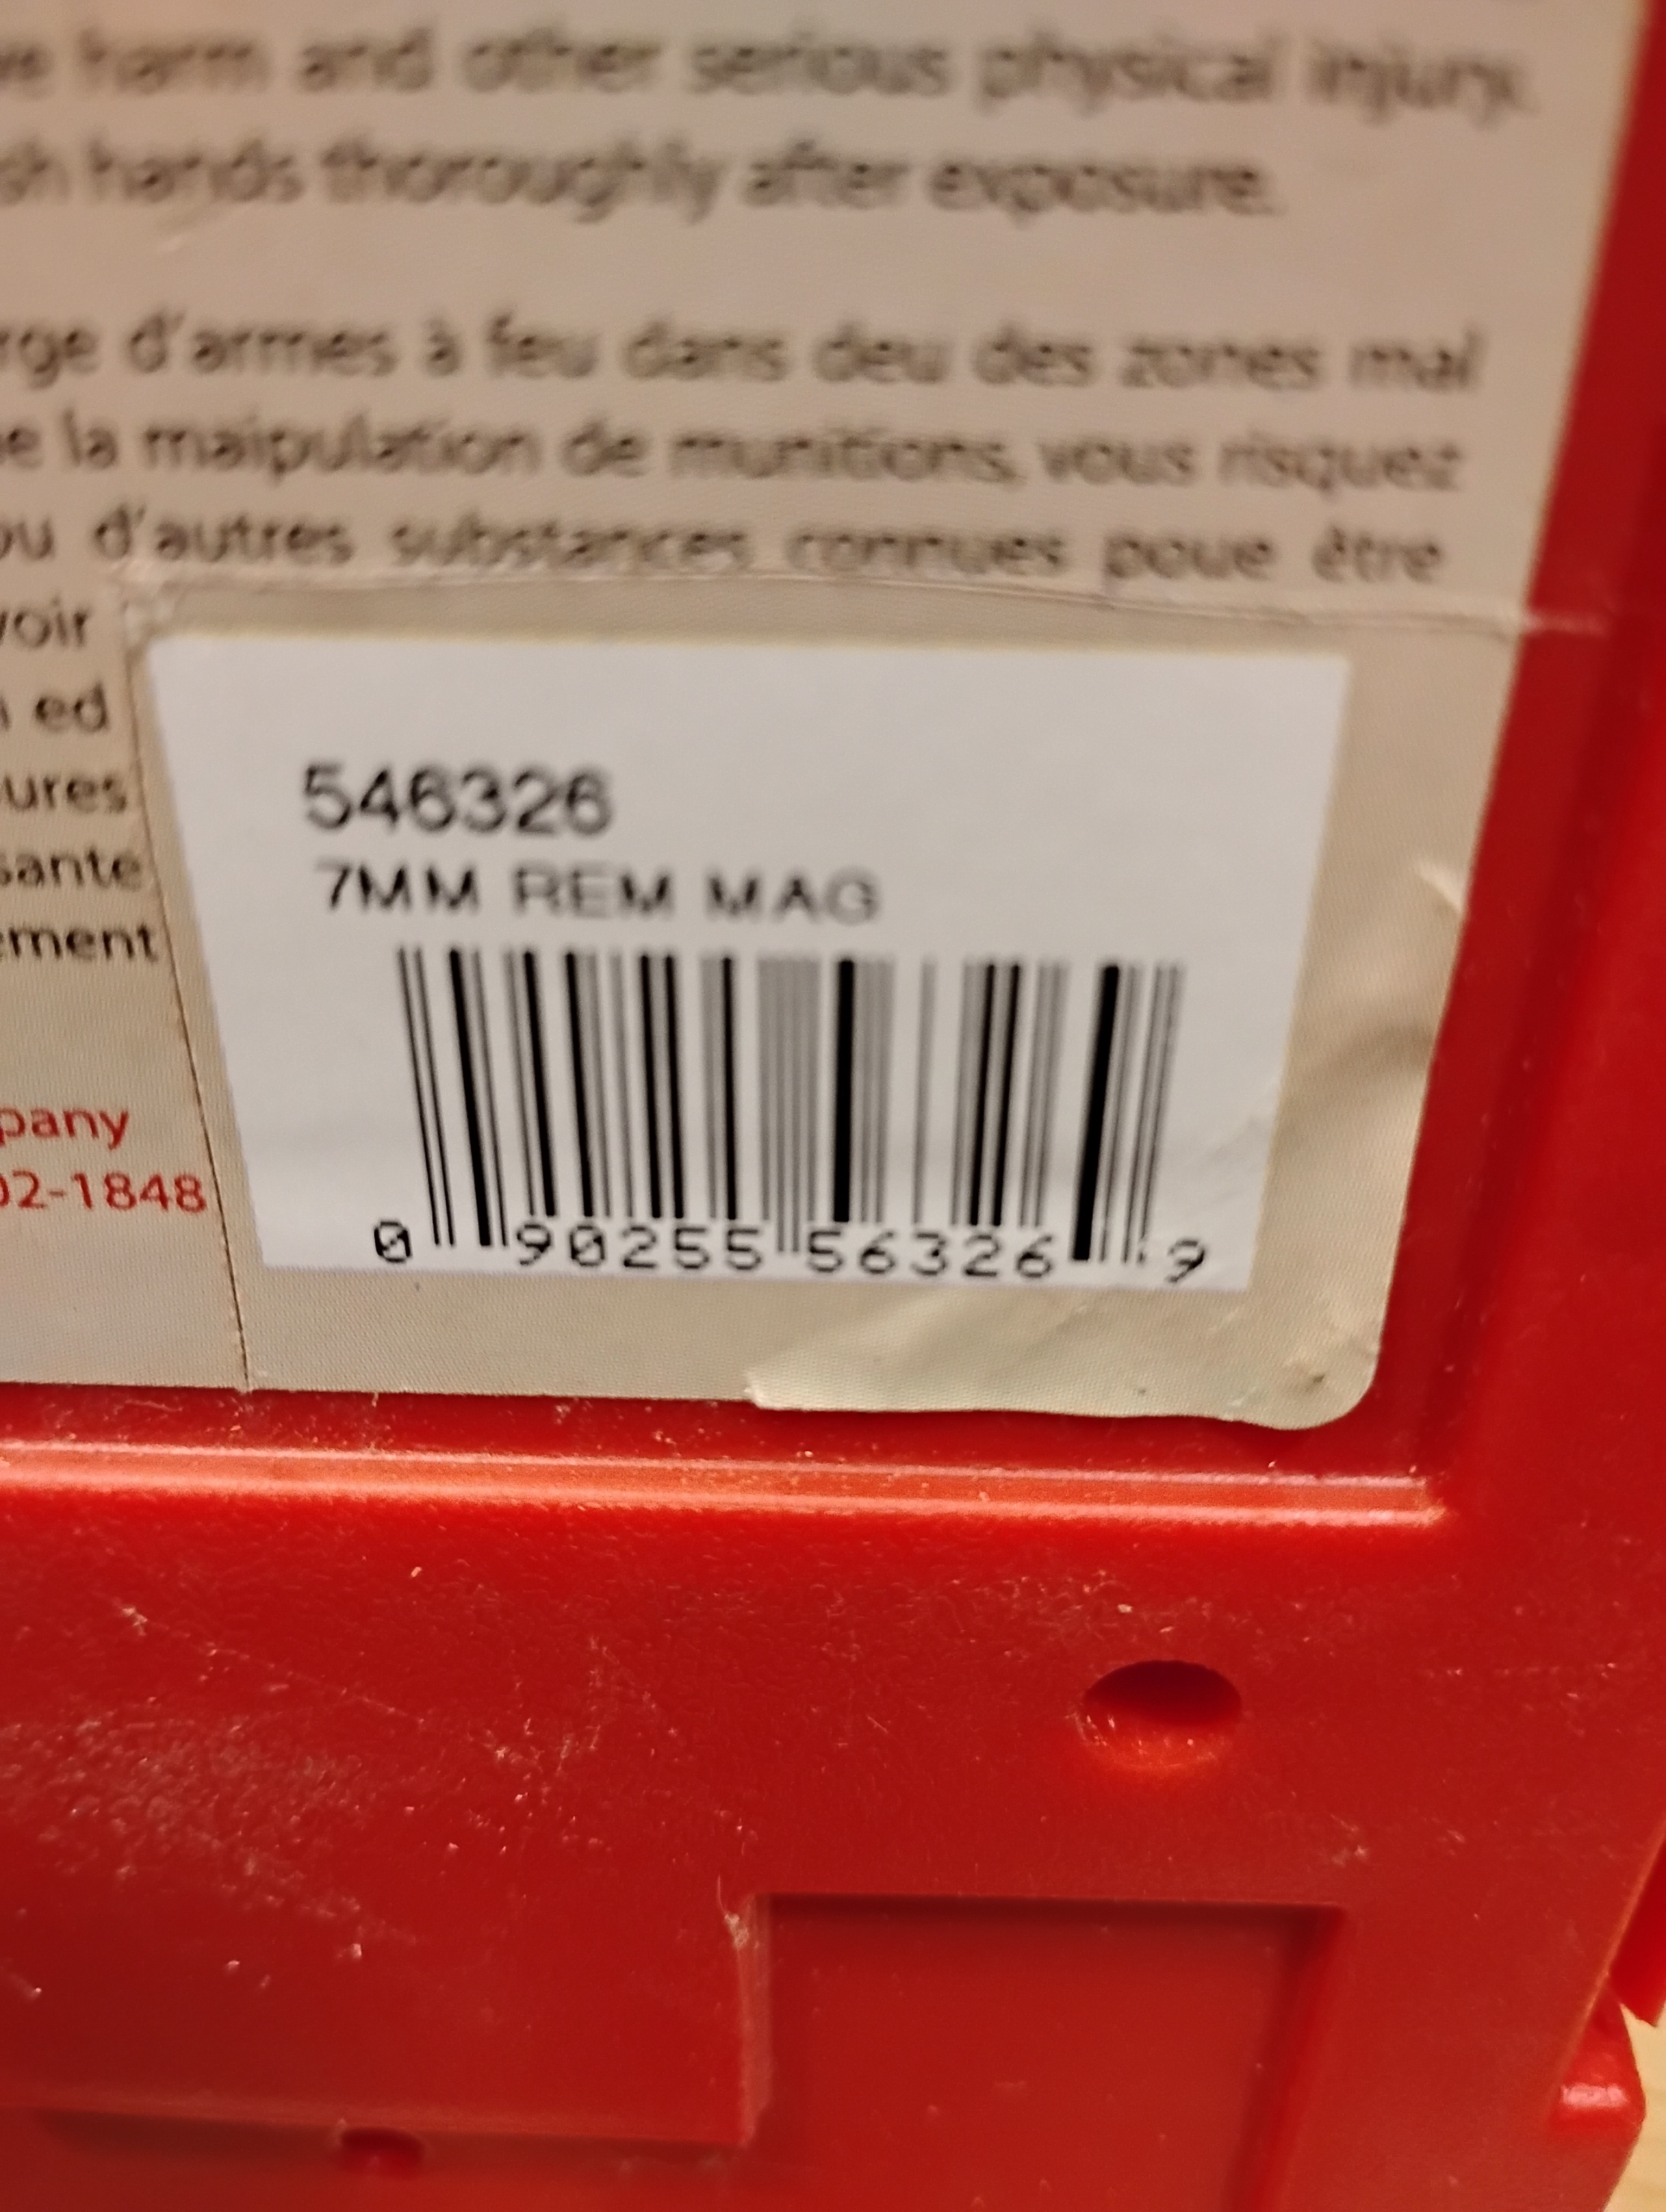 ve harm and other serious physical injury.
sh hands thoroughly after exposure.
rge d'armes à feu dans deu des zones mal
e la maipulation de munitions, vous risquez
ou d'autres substances connues poue être
voir
ed
ures
sante
ement
pany
02-1848
546326
7MM REM MAG
0 90255 56326 9